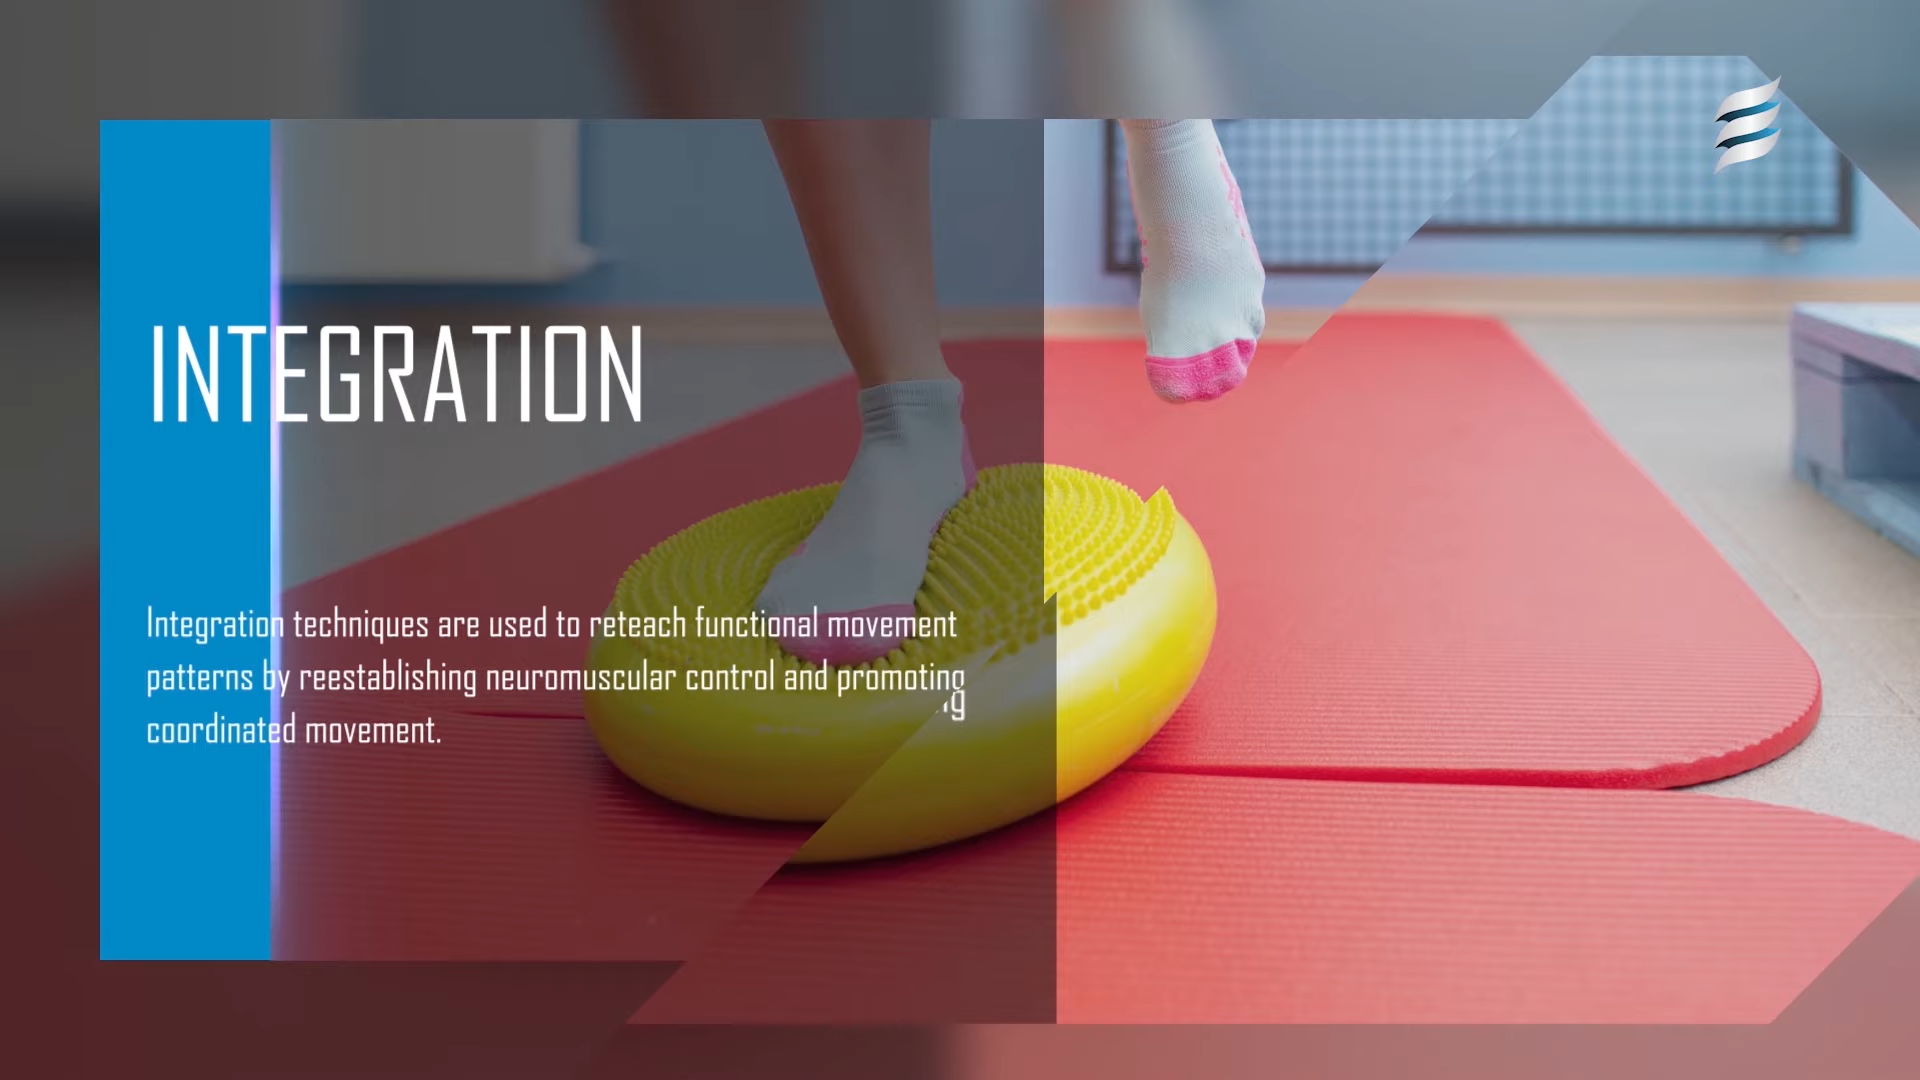 INTEGRATION
Integration techniques are used to reteach functional movement
patterns by reestablishing neuromuscular control and promoting
coordinated movement.